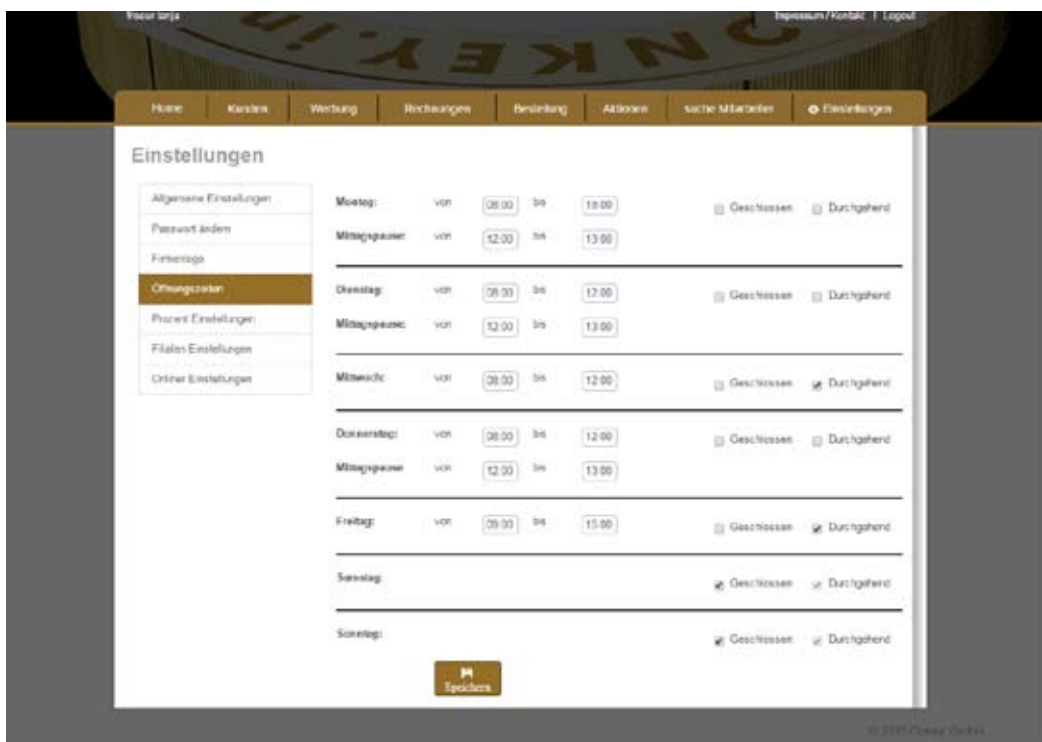 friseur tanja
Impressum/Kontakt | Logout
ONKEY.in
Home Kunden Werbung Rechnungen Bestellung Aktionen suche Mitarbeiter Einstellungen
Einstellungen
Allgemeine Einstellungen
Passwort ändern
Firmenlogo
Öffnungszeiten
Prozent Einstellungen
Filialen Einstellungen
Onliner Einstellungen
Montag: von 08:00 bis 18:00 Geschlossen Durchgehend
Mittagspause: von 12:00 bis 13:00
Dienstag: von 08:00 bis 12:00 Geschlossen Durchgehend
Mittagspause: von 12:00 bis 13:00
Mittwoch: von 08:00 bis 12:00 Geschlossen Durchgehend
Donnerstag: von 08:00 bis 12:00 Geschlossen Durchgehend
Mittagspause von 12:00 bis 13:00
Freitag: von 09:00 bis 15:00 Geschlossen Durchgehend
Samstag: Geschlossen Durchgehend
Sonntag: Geschlossen Durchgehend
Speichern
Onkey GmbH